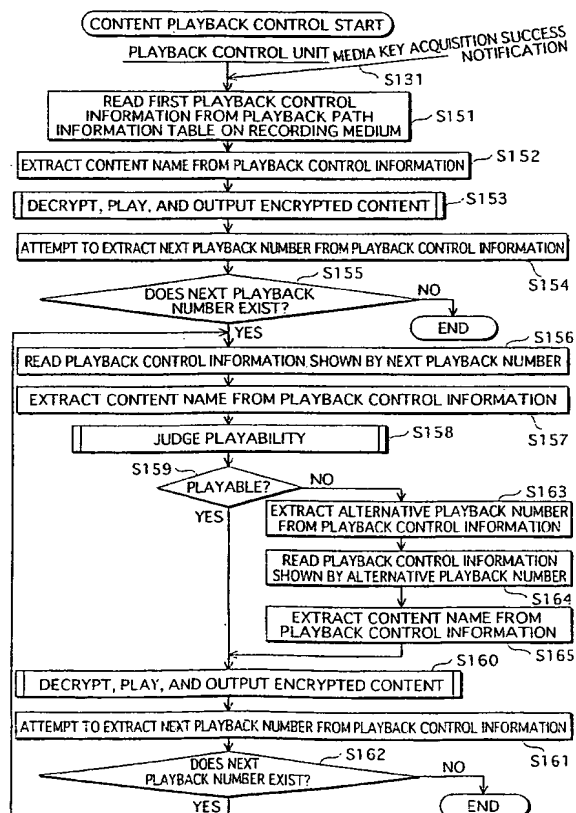 CONTENT PLAYBACK CONTROL START
PLAYBACK CONTROL UNIT
MEDIA KEY ACQUISITION SUCCESS
NOTIFICATION
S131
READ FIRST PLAYBACK CONTROL
INFORMATION FROM PLAYBACK PATH
INFORMATION TABLE ON RECORDING MEDIUM
S151
EXTRACT CONTENT NAME FROM PLAYBACK CONTROL INFORMATION
S152
DECRYPT, PLAY, AND OUTPUT ENCRYPTED CONTENT
S153
ATTEMPT TO EXTRACT NEXT PLAYBACK NUMBER FROM PLAYBACK CONTROL INFORMATION
S154
S155
DOES NEXT PLAYBACK
NUMBER EXIST?
NO
END
YES
S156
READ PLAYBACK CONTROL INFORMATION SHOWN BY NEXT PLAYBACK NUMBER
EXTRACT CONTENT NAME FROM PLAYBACK CONTROL INFORMATION
S157
JUDGE PLAYABILITY
S158
S159
PLAYABLE?
NO
YES
S163
EXTRACT ALTERNATIVE PLAYBACK NUMBER
FROM PLAYBACK CONTROL INFORMATION
READ PLAYBACK CONTROL INFORMATION
SHOWN BY ALTERNATIVE PLAYBACK NUMBER
S164
EXTRACT CONTENT NAME FROM
PLAYBACK CONTROL INFORMATION
S165
S160
DECRYPT, PLAY, AND OUTPUT ENCRYPTED CONTENT
ATTEMPT TO EXTRACT NEXT PLAYBACK NUMBER FROM PLAYBACK CONTROL INFORMATION
S161
S162
DOES NEXT
PLAYBACK NUMBER EXIST?
NO
YES
END